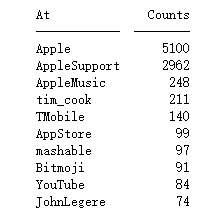 At Counts
Apple 5100
AppleSupport 2962
AppleMusic 248
tim_cook 211
TMobile 140
AppStore 99
mashable 97
Bitmoji 91
YouTube 84
JohnLegere 74